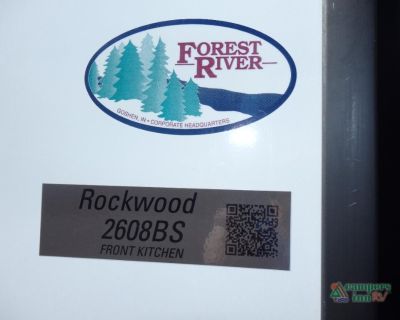 FOREST
RIVER
GOSHEN, IN • CORPORATE HEADQUARTERS
Rockwood
2608BS
FRONT KITCHEN
campers
inn RV